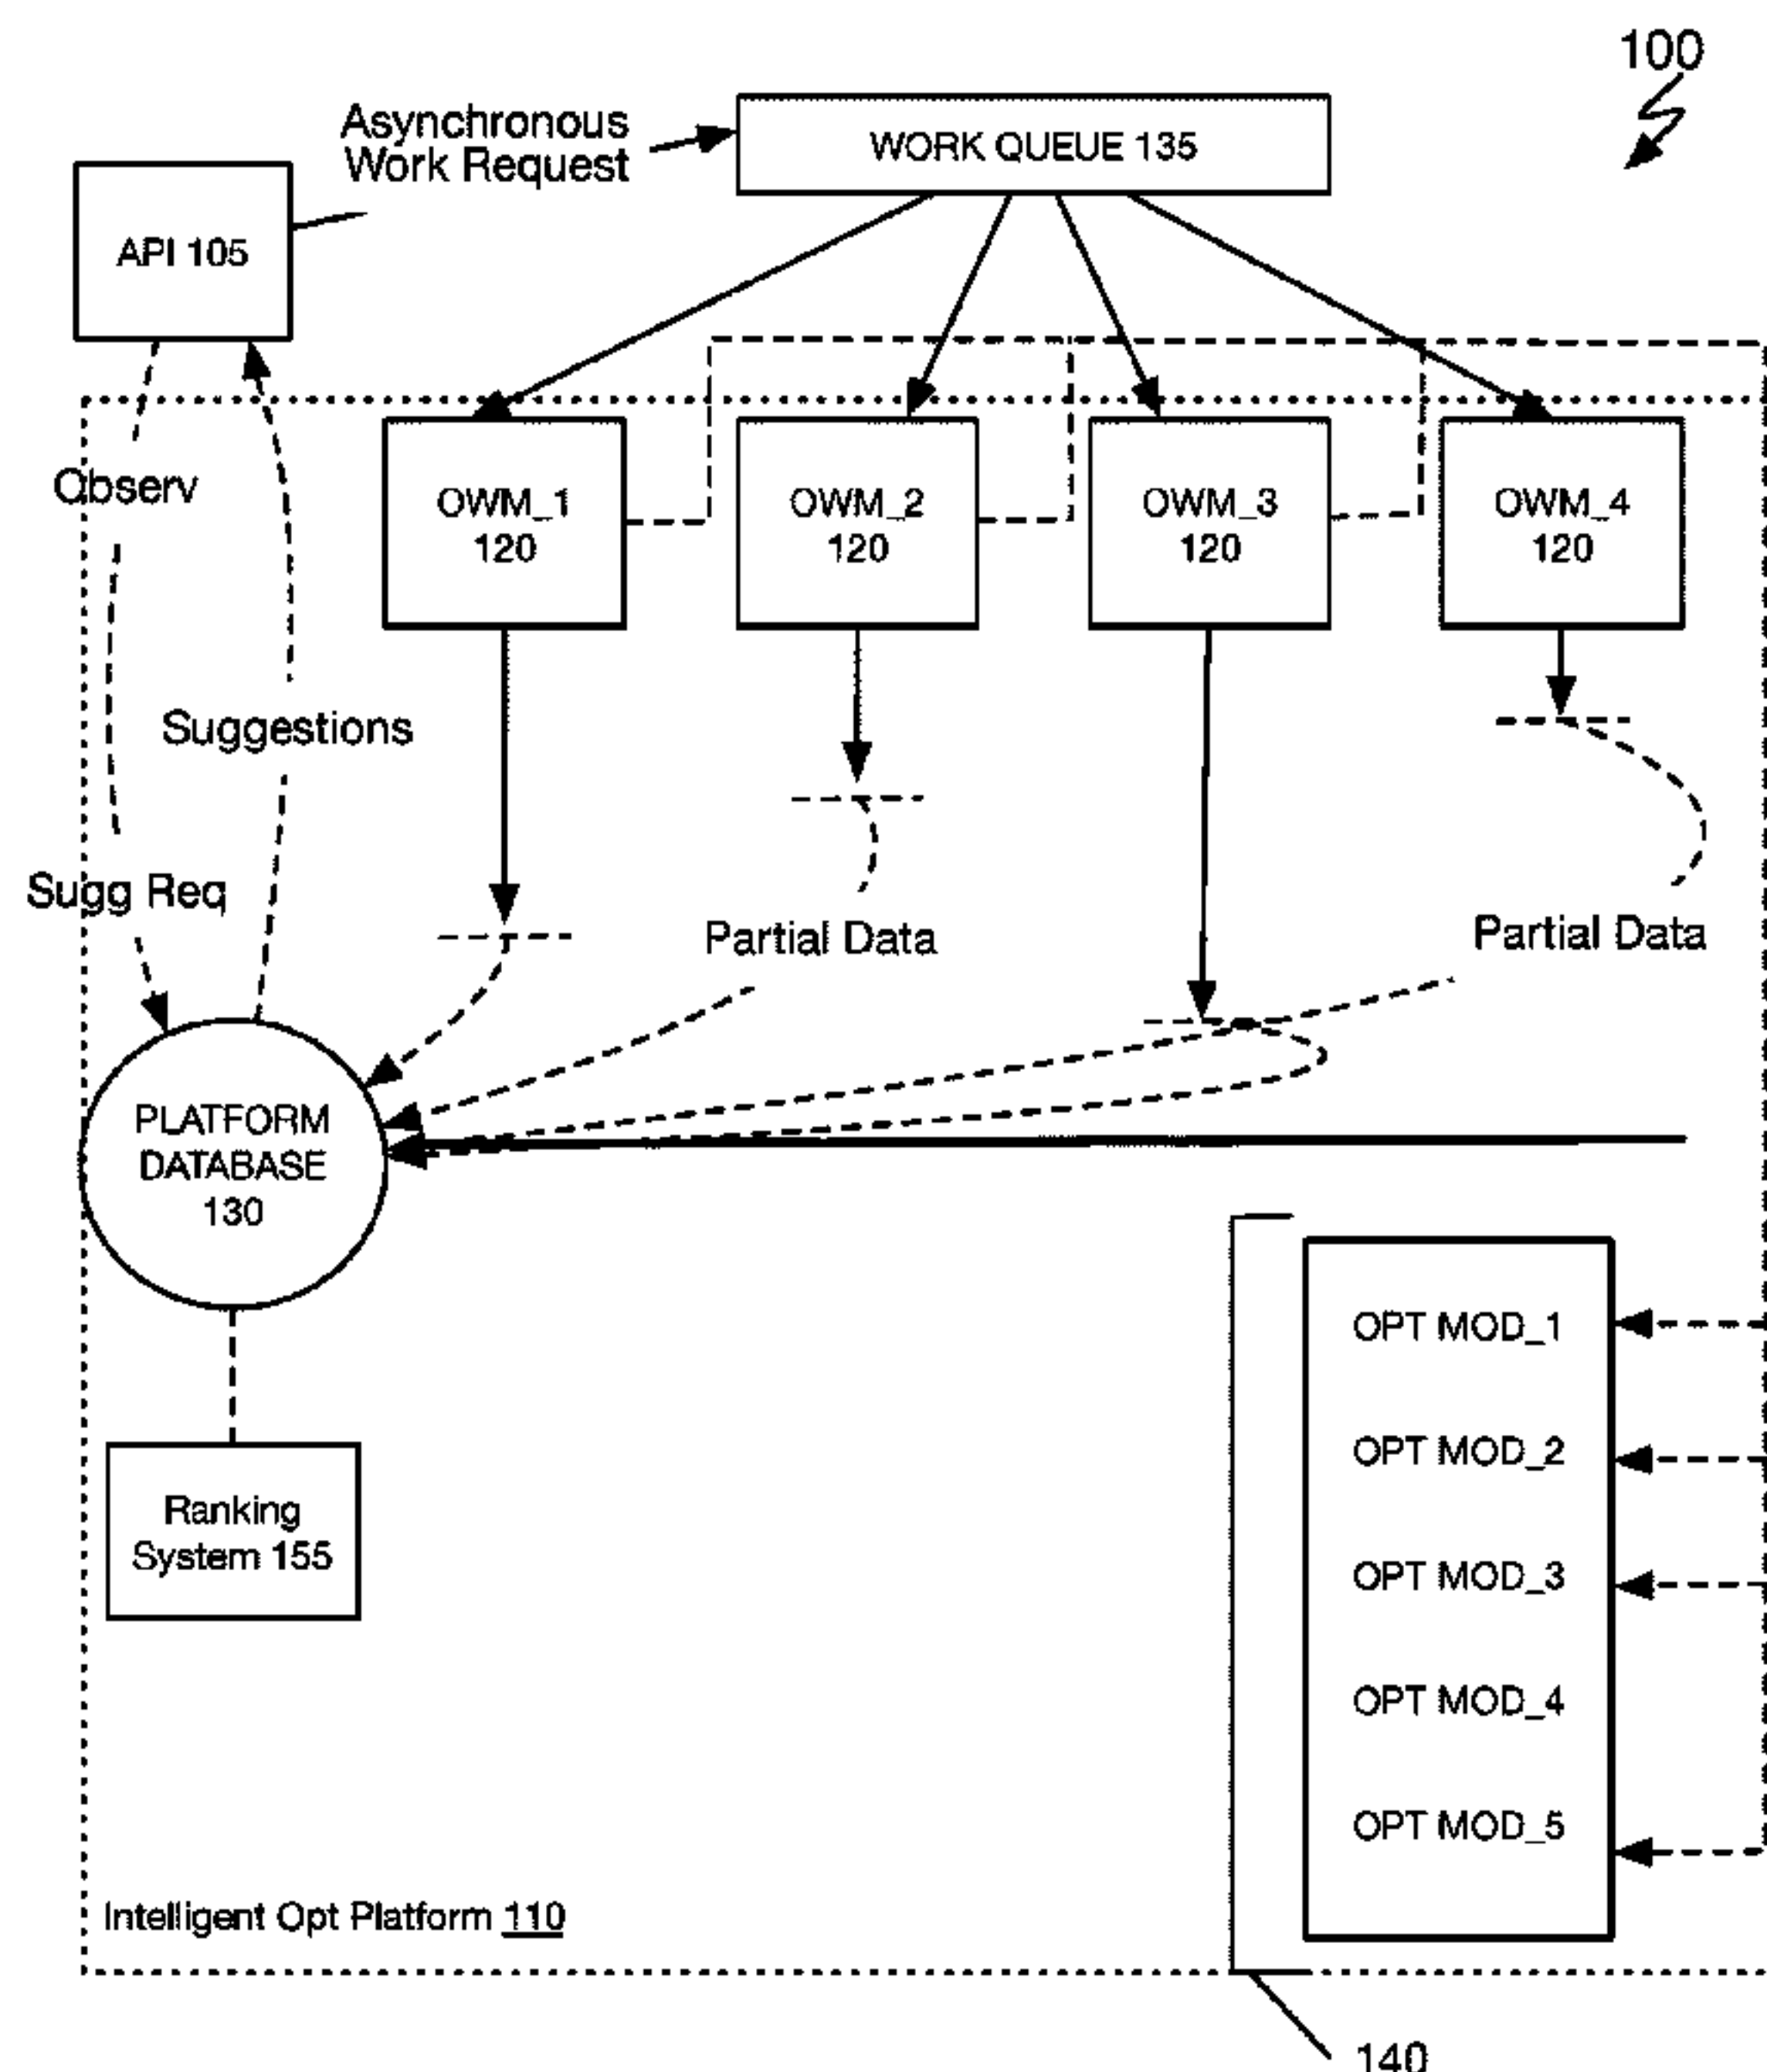 100
Asynchronous
Work Request
WORK QUEUE 135
API 105
Observ
OWM_1
120
OWM_2
120
OWM_3
120
OWM_4
120
Suggestions
Sugg Req
Partial Data
Partial Data
PLATFORM
DATABASE
130
Ranking
System 155
OPT MOD_1
OPT MOD_2
OPT MOD_3
OPT MOD_4
OPT MOD_5
Intelligent Opt Platform 110
140